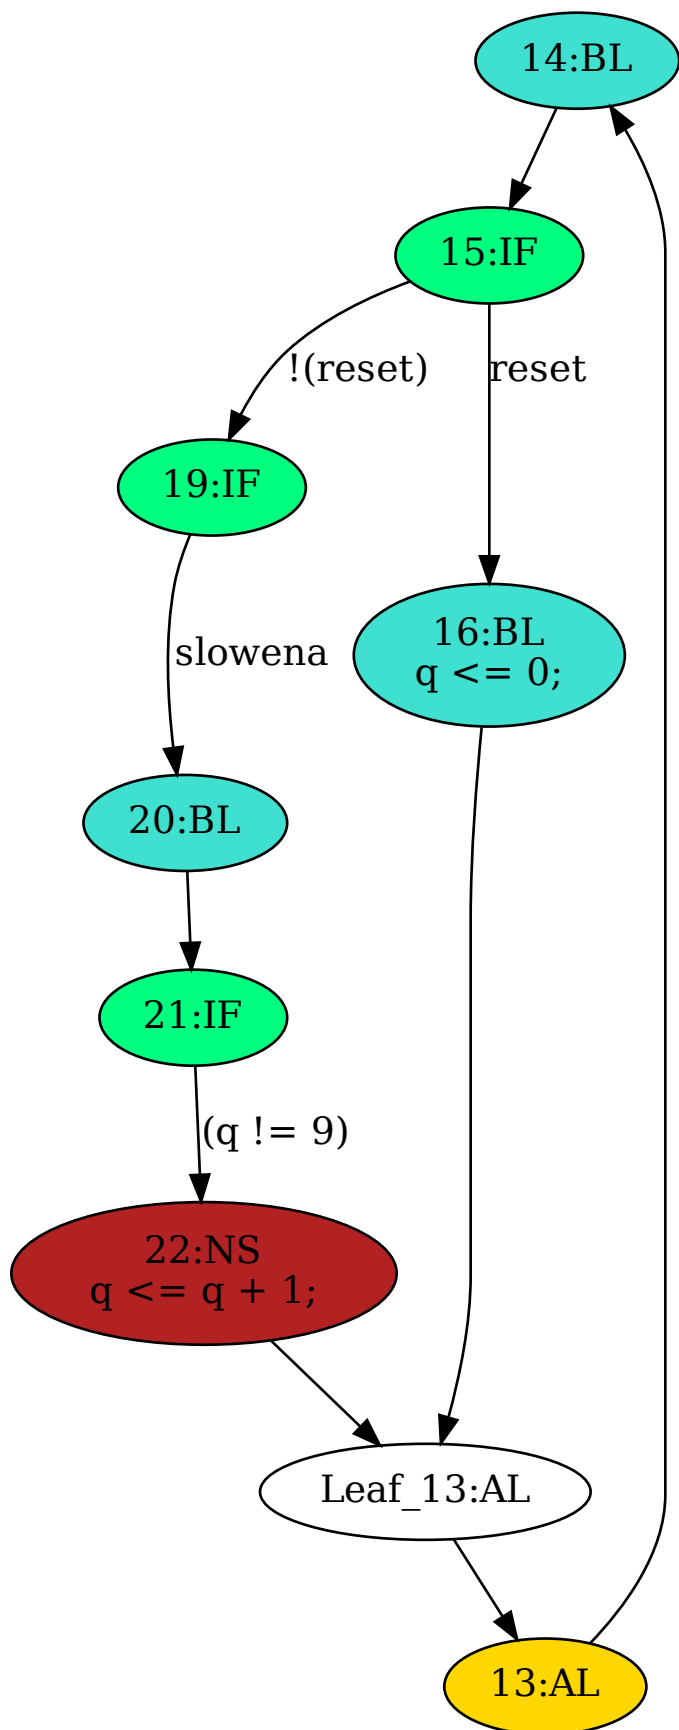 14:BL
15:IF
!(reset)
reset
19:IF
16:BL
q <= 0;
slowena
20:BL
21:IF
(q != 9)
22:NS
q <= q + 1;
Leaf_13:AL
13:AL